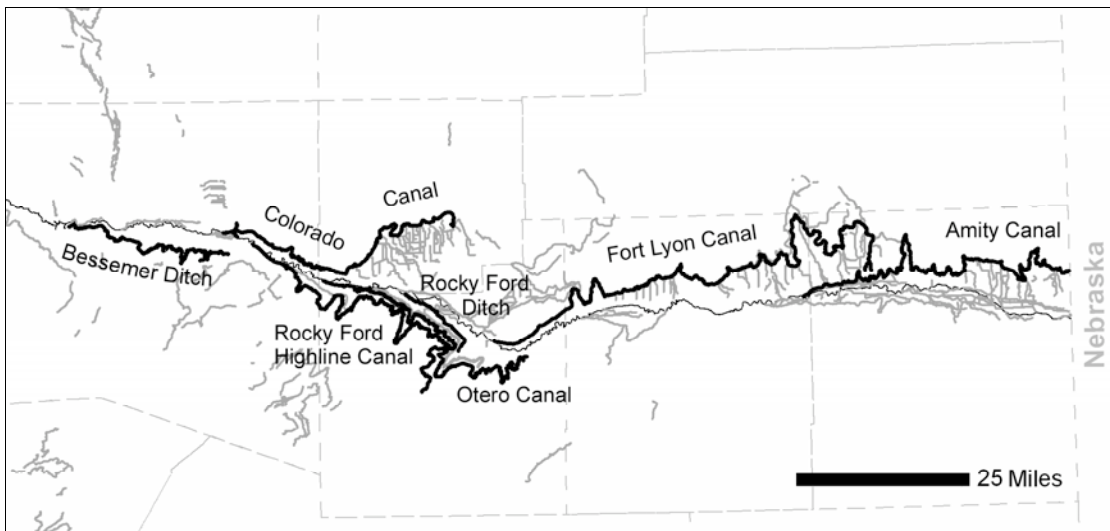 Canal
Colorado
Bessemer Ditch
Fort Lyon Canal
Amity Canal
Rocky Ford
Ditch
Rocky Ford
Highline Canal
Otero Canal
Nebraska
25 Miles